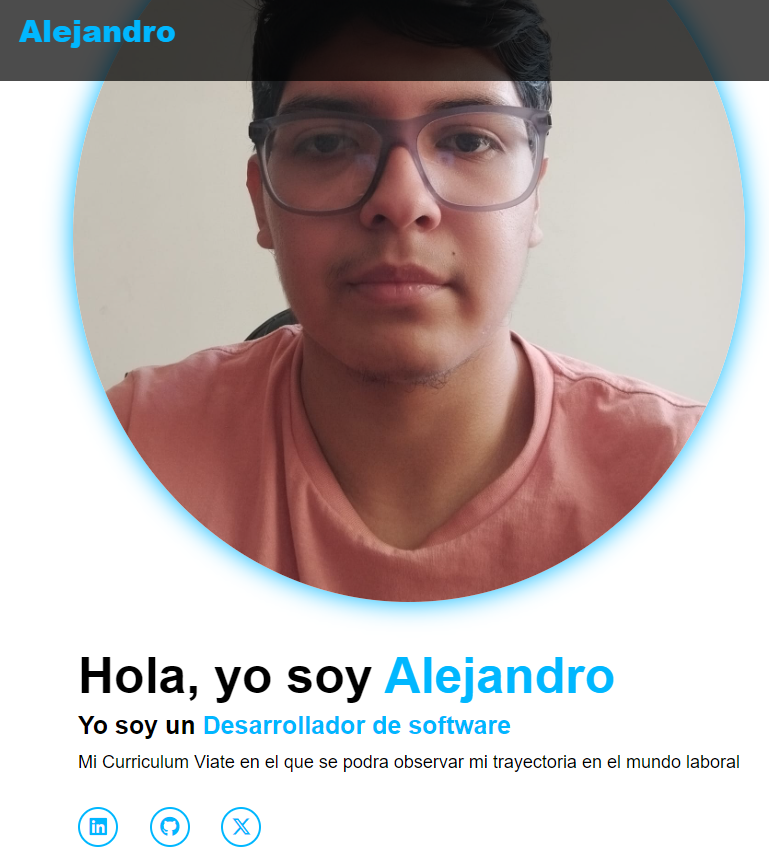 Alejandro
Hola, yo soy Alejandro
Yo soy un Desarrollador de software
Mi Curriculum Viate en el que se podra observar mi trayectoria en el mundo laboral
in
X